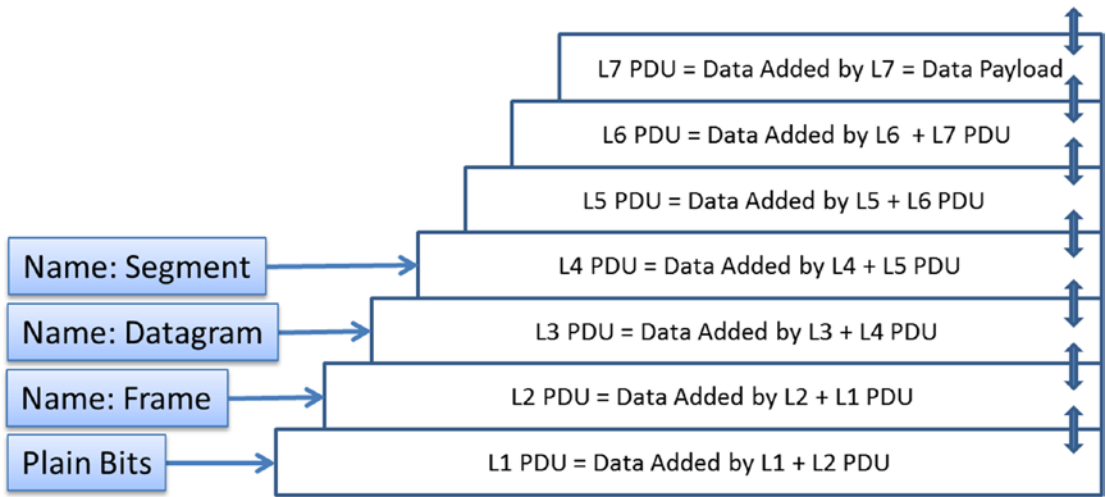 L7 PDU = Data Added by L7 = Data Payload
L6 PDU = Data Added by L6 + L7 PDU
L5 PDU = Data Added by L5 + L6 PDU
Name: Segment
L4 PDU = Data Added by L4 + L5 PDU
Name: Datagram
L3 PDU = Data Added by L3 + L4 PDU
Name: Frame
L2 PDU = Data Added by L2 + L1 PDU
Plain Bits
L1 PDU = Data Added by L1 + L2 PDU